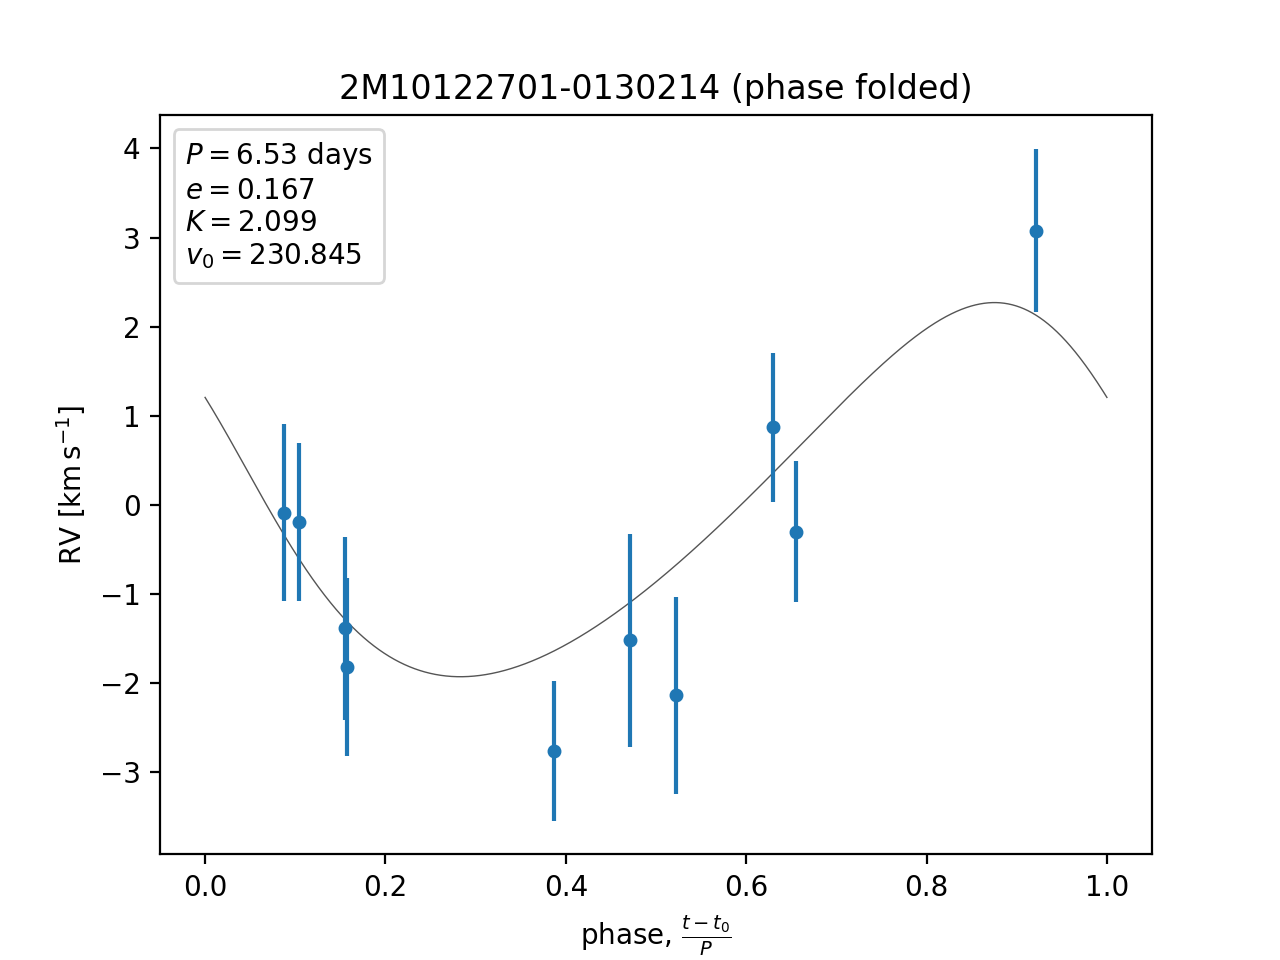 2M10122701-0130214 (phase folded)
P = 6.53 days
e = 0.167
K = 2.099
v₀ = 230.845
4
3
2
1
0
−1
−2
−3
RV [km s⁻¹]
0.0 0.2 0.4 0.6 0.8 1.0
phase, (t − t₀)/P